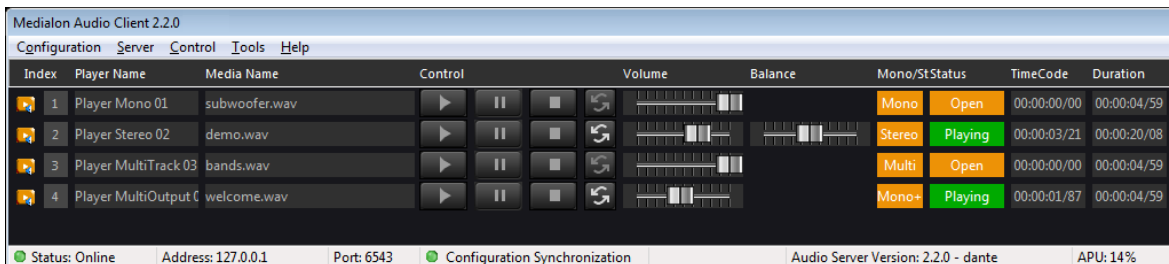 Medialon Audio Client 2.2.0
Configuration Server Control Tools Help
Index Player Name Media Name Control Volume Balance Mono/St Status TimeCode Duration
1 Player Mono 01 subwoofer.wav Mono Open 00:00:00/00 00:00:04/59
2 Player Stereo 02 demo.wav Stereo Playing 00:00:03/21 00:00:20/08
3 Player MultiTrack 03 bands.wav Multi Open 00:00:00/00 00:00:04/59
4 Player MultiOutput 0 welcome.wav Mono+ Playing 00:00:01/87 00:00:04/59
Status: Online Address: 127.0.0.1 Port: 6543 Configuration Synchronization Audio Server Version: 2.2.0 - dante APU: 14%